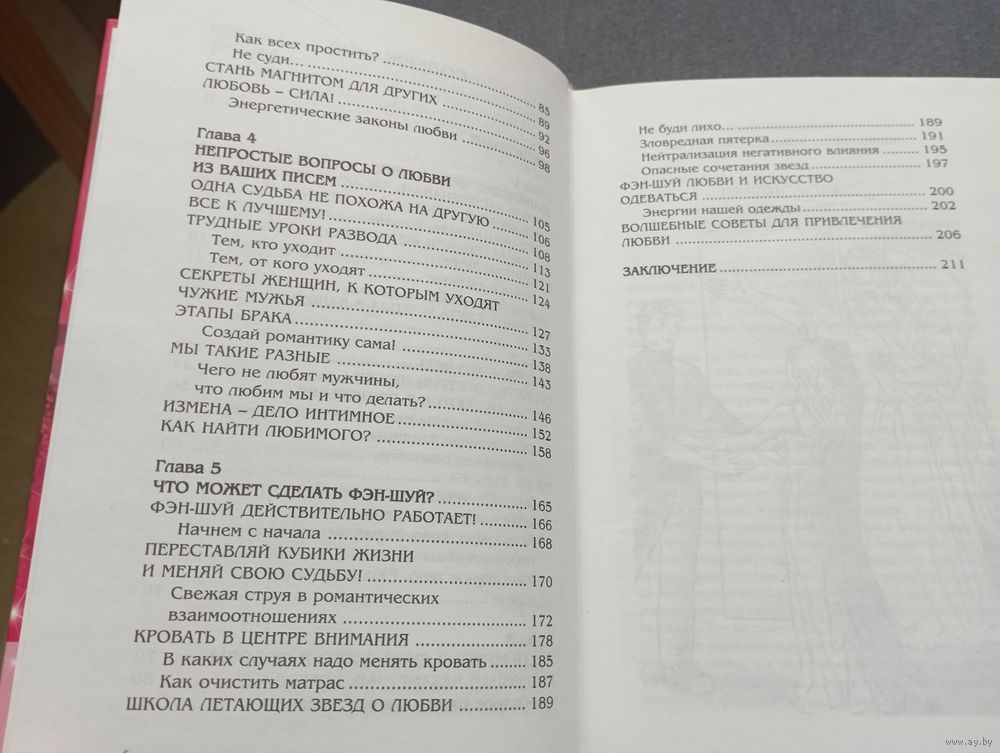 Как всех простить? ........ 85
Не суди... ........ 89
СТАНЬ МАГНИТОМ ДЛЯ ДРУГИХ ........ 92
ЛЮБОВЬ – СИЛА! ........ 96
Энергетические законы любви ........ 98
Глава 4
НЕПРОСТЫЕ ВОПРОСЫ О ЛЮБВИ
ИЗ ВАШИХ ПИСЕМ ........ 105
ОДНА СУДЬБА НЕ ПОХОЖА НА ДРУГУЮ ........ 106
ВСЕ К ЛУЧШЕМУ! ........ 108
ТРУДНЫЕ УРОКИ РАЗВОДА ........ 113
Тем, кто уходит ........ 121
Тем, от кого уходят ........ 124
СЕКРЕТЫ ЖЕНЩИН, К КОТОРЫМ УХОДЯТ
ЧУЖИЕ МУЖЬЯ ........ 127
ЭТАПЫ БРАКА ........ 133
Создай романтику сама! ........ 138
МЫ ТАКИЕ РАЗНЫЕ ........ 143
Чего не любят мужчины,
что любим мы и что делать? ........ 146
ИЗМЕНА – ДЕЛО ИНТИМНОЕ ........ 152
КАК НАЙТИ ЛЮБИМОГО? ........ 158
Глава 5
ЧТО МОЖЕТ СДЕЛАТЬ ФЭН-ШУЙ? ........ 165
ФЭН-ШУЙ ДЕЙСТВИТЕЛЬНО РАБОТАЕТ! ........ 166
Начнем с начала ........ 168
ПЕРЕСТАВЛЯЙ КУБИКИ ЖИЗНИ
И МЕНЯЙ СВОЮ СУДЬБУ! ........ 170
Свежая струя в романтических
взаимоотношениях ........ 172
КРОВАТЬ В ЦЕНТРЕ ВНИМАНИЯ ........ 178
В каких случаях надо менять кровать ........ 185
Как очистить матрас ........ 187
ШКОЛА ЛЕТАЮЩИХ ЗВЕЗД О ЛЮБВИ ........ 189
Не буди лихо... ........ 189
Зловредная пятерка ........ 191
Нейтрализация негативного влияния ........ 195
Опасные сочетания звезд ........ 197
ФЭН-ШУЙ ЛЮБВИ И ИСКУССТВО
ОДЕВАТЬСЯ ........ 200
Энергии нашей одежды ........ 202
ВОЛШЕБНЫЕ СОВЕТЫ ДЛЯ ПРИВЛЕЧЕНИЯ
ЛЮБВИ ........ 206
ЗАКЛЮЧЕНИЕ ........ 211
www.ay.by